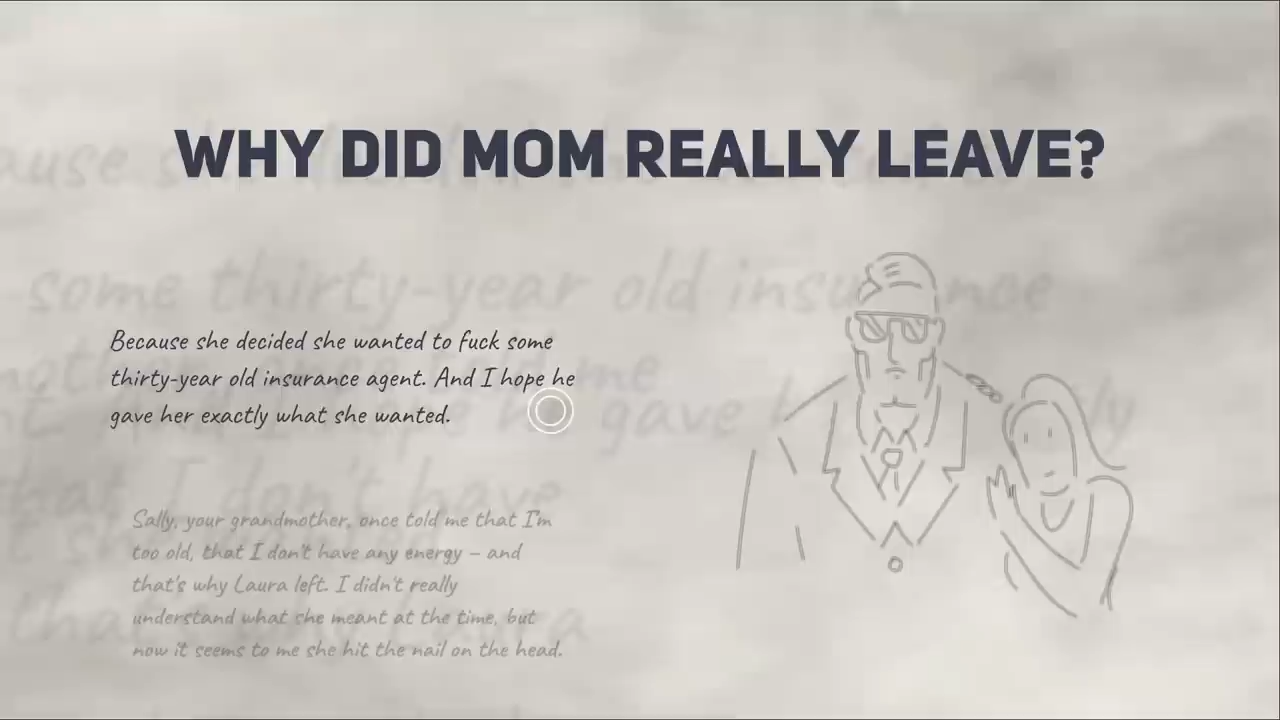 WHY DID MOM REALLY LEAVE?
Because she decided she wanted to fuck some
thirty-year old insurance agent. And I hope he
gave her exactly what she wanted.
Sally, your grandmother, once told me that I'm
too old, that I don't have any energy – and
that's why Laura left. I didn't really
understand what she meant at the time, but
now it seems to me she hit the nail on the head.